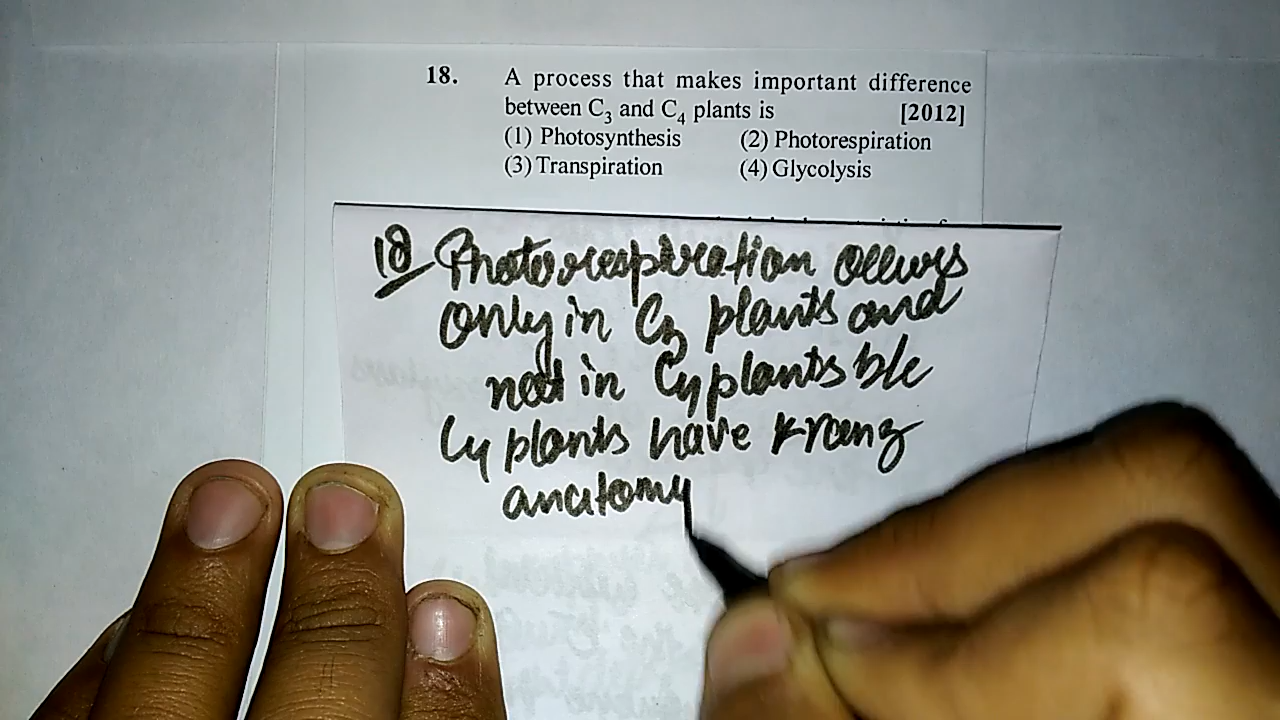 18. A process that makes important difference
between C₃ and C₄ plants is [2012]
(1) Photosynthesis (2) Photorespiration
(3) Transpiration (4) Glycolysis
18 Photorespiration occurs
only in C₃ plants and
not in C₄ plants b/c
C₄ plants have Kranz
anatomy